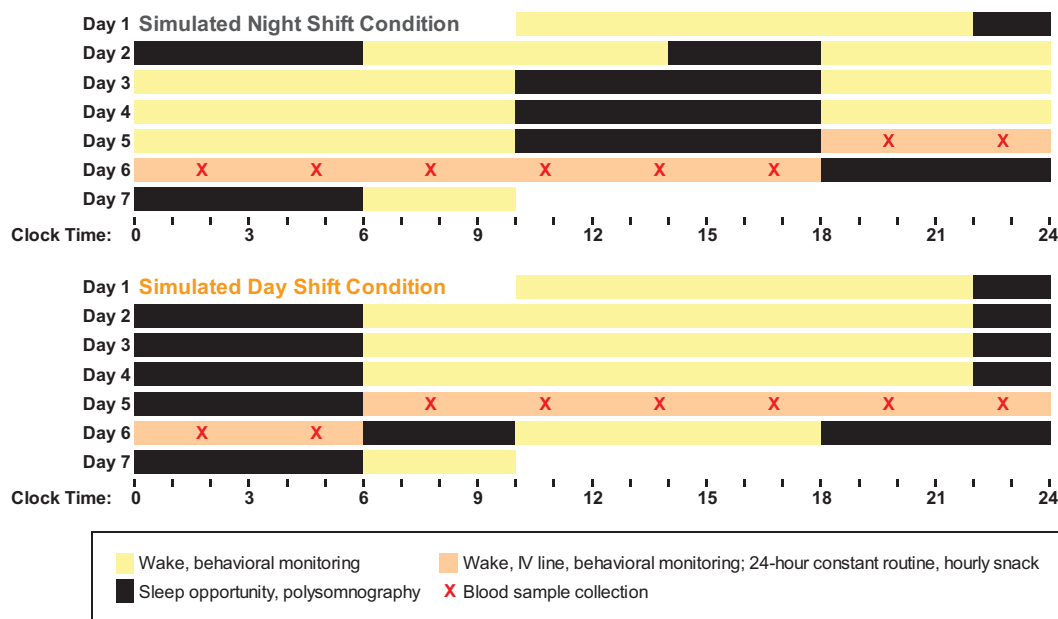 Day 1 Simulated Night Shift Condition
Day 2
Day 3
Day 4
Day 5 X X
Day 6 X X X X X X
Day 7
Clock Time: 0 3 6 9 12 15 18 21 24
Day 1 Simulated Day Shift Condition
Day 2
Day 3
Day 4
Day 5 X X X X X X
Day 6 X X
Day 7
Clock Time: 0 3 6 9 12 15 18 21 24
Wake, behavioral monitoring Wake, IV line, behavioral monitoring; 24-hour constant routine, hourly snack
Sleep opportunity, polysomnography X Blood sample collection